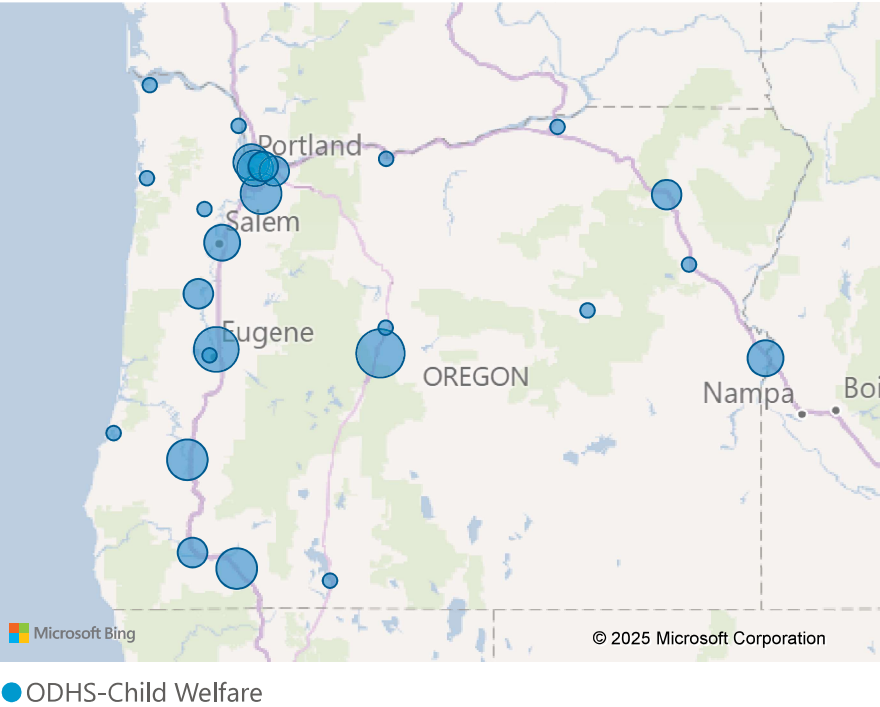 Portland
Salem
Eugene
OREGON
Nampa
Boi
Microsoft Bing
© 2025 Microsoft Corporation
ODHS-Child Welfare